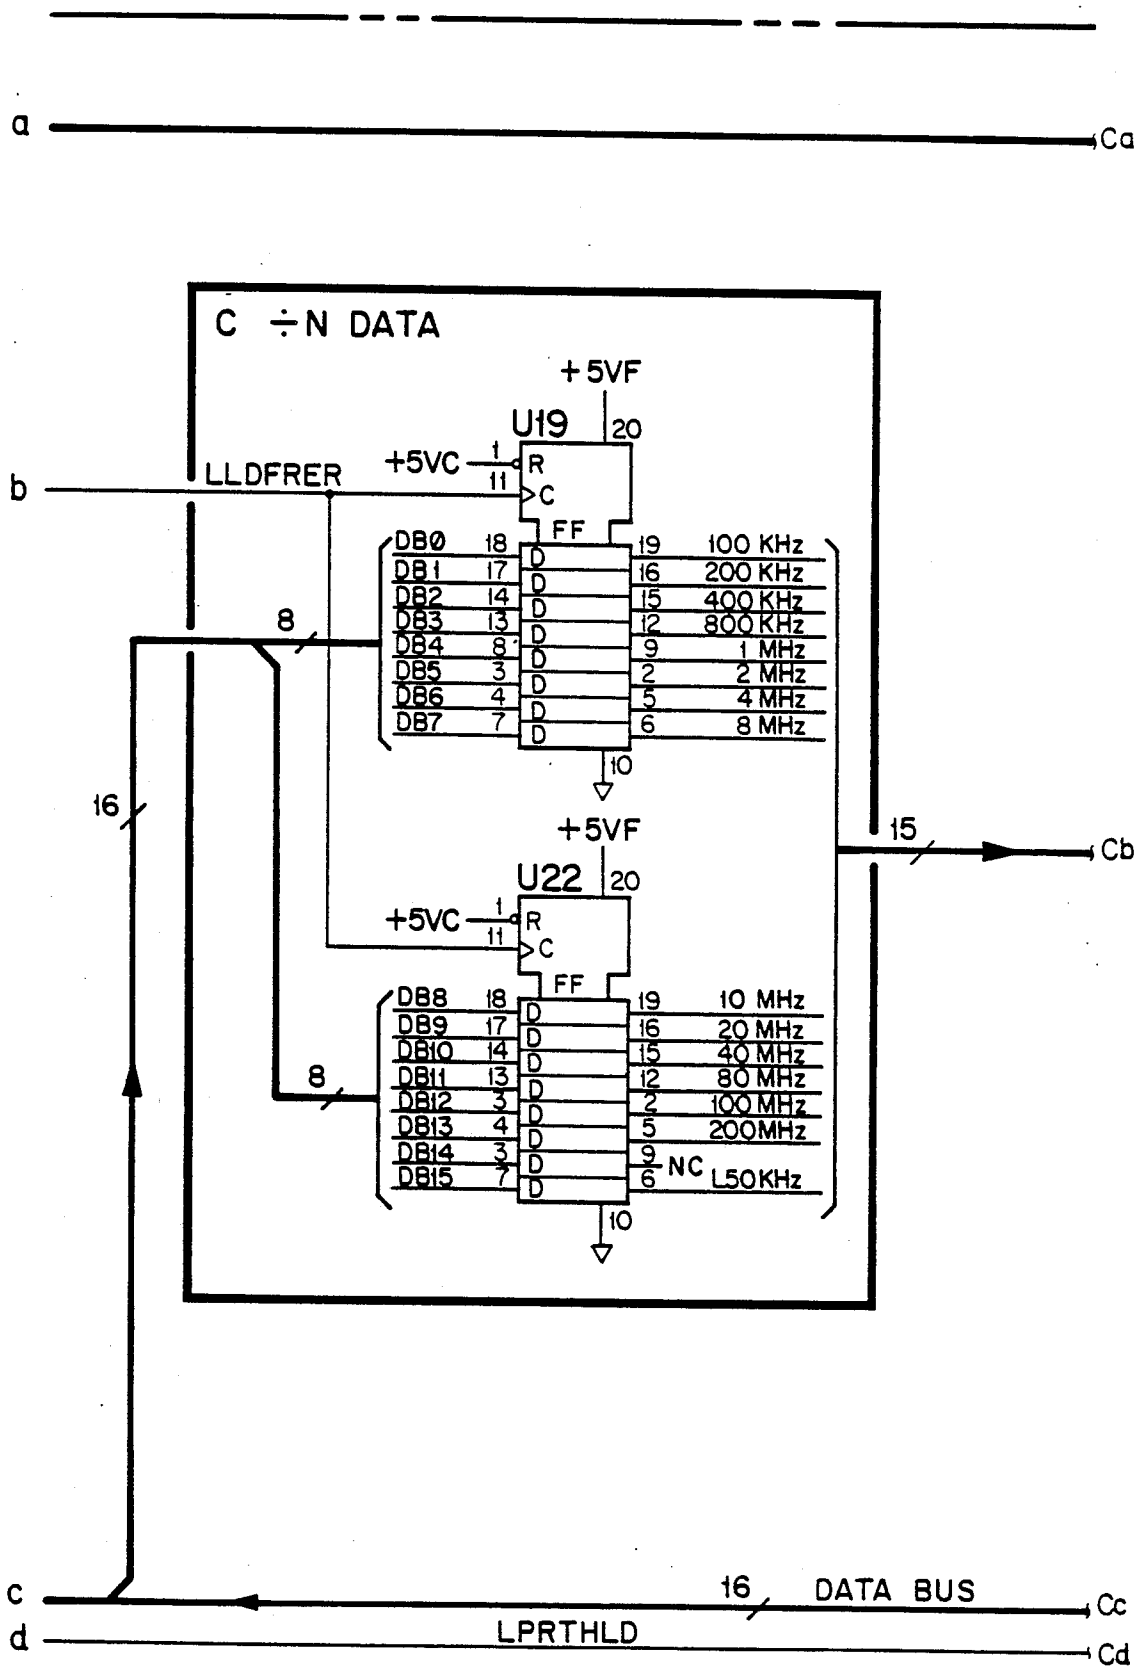 a Ca
C ÷N DATA
+5VF
U19 20
+5VC 1 R
b LLDFRER 11 C
FF
DB0 18 D 19 100 KHz
DB1 17 D 16 200 KHz
DB2 14 D 15 400 KHz
DB3 13 D 12 800 KHz
8 DB4 8 D 9 1 MHz
DB5 3 D 2 2 MHz
DB6 4 D 5 4 MHz
DB7 7 D 6 8 MHz
10
16
+5VF
15 Cb
U22 20
+5VC 1 R
11 C
FF
DB8 18 D 19 10 MHz
DB9 17 D 16 20 MHz
DB10 14 D 15 40 MHz
8 DB11 13 D 12 80 MHz
DB12 3 D 2 100 MHz
DB13 4 D 5 200 MHz
DB14 3 D 9 NC
DB15 7 D 6 L50 KHz
10
c 16 DATA BUS Cc
d LPRTHLD Cd